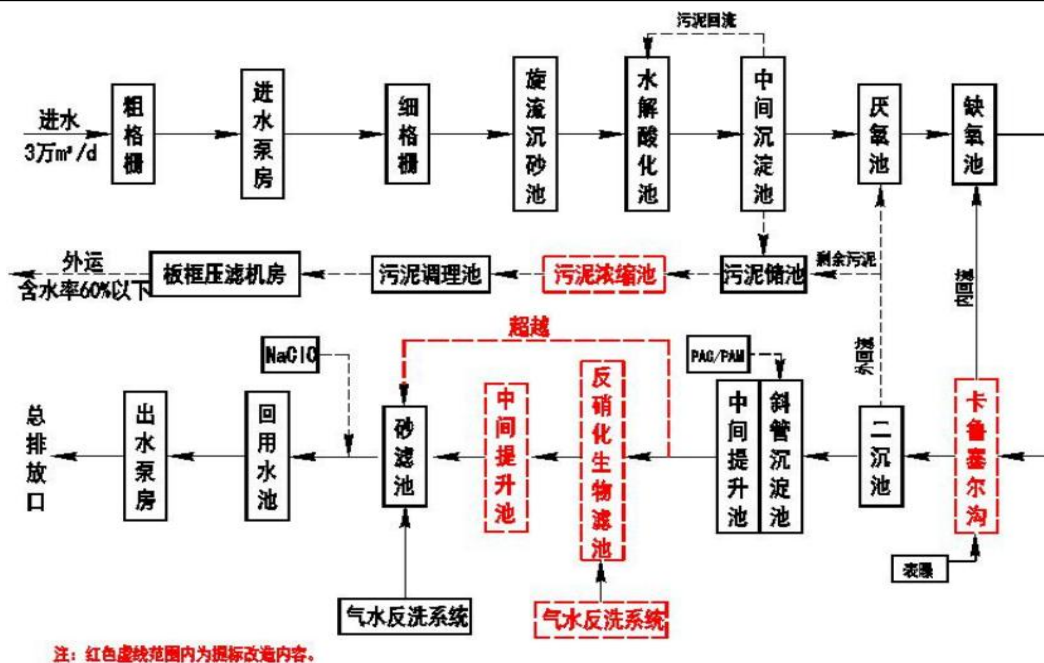 污泥回流
进水
3万m³/d
粗格栅
进水泵房
细格栅
旋流沉砂池
水解酸化池
中间沉淀池
厌氧池
缺氧池
外运
含水率60%以下
板框压滤机房
污泥调理池
污泥浓缩池
污泥储池
剩余污泥
内回流
外回流
超越
NaClO
PAC/PAM
总排放口
出水泵房
回用水池
砂滤池
中间提升池
反硝化生物滤池
中间提升池
斜管沉淀池
二沉池
卡鲁塞尔沟
表曝
气水反洗系统
气水反洗系统
注：红色虚线范围内为提标改造内容。